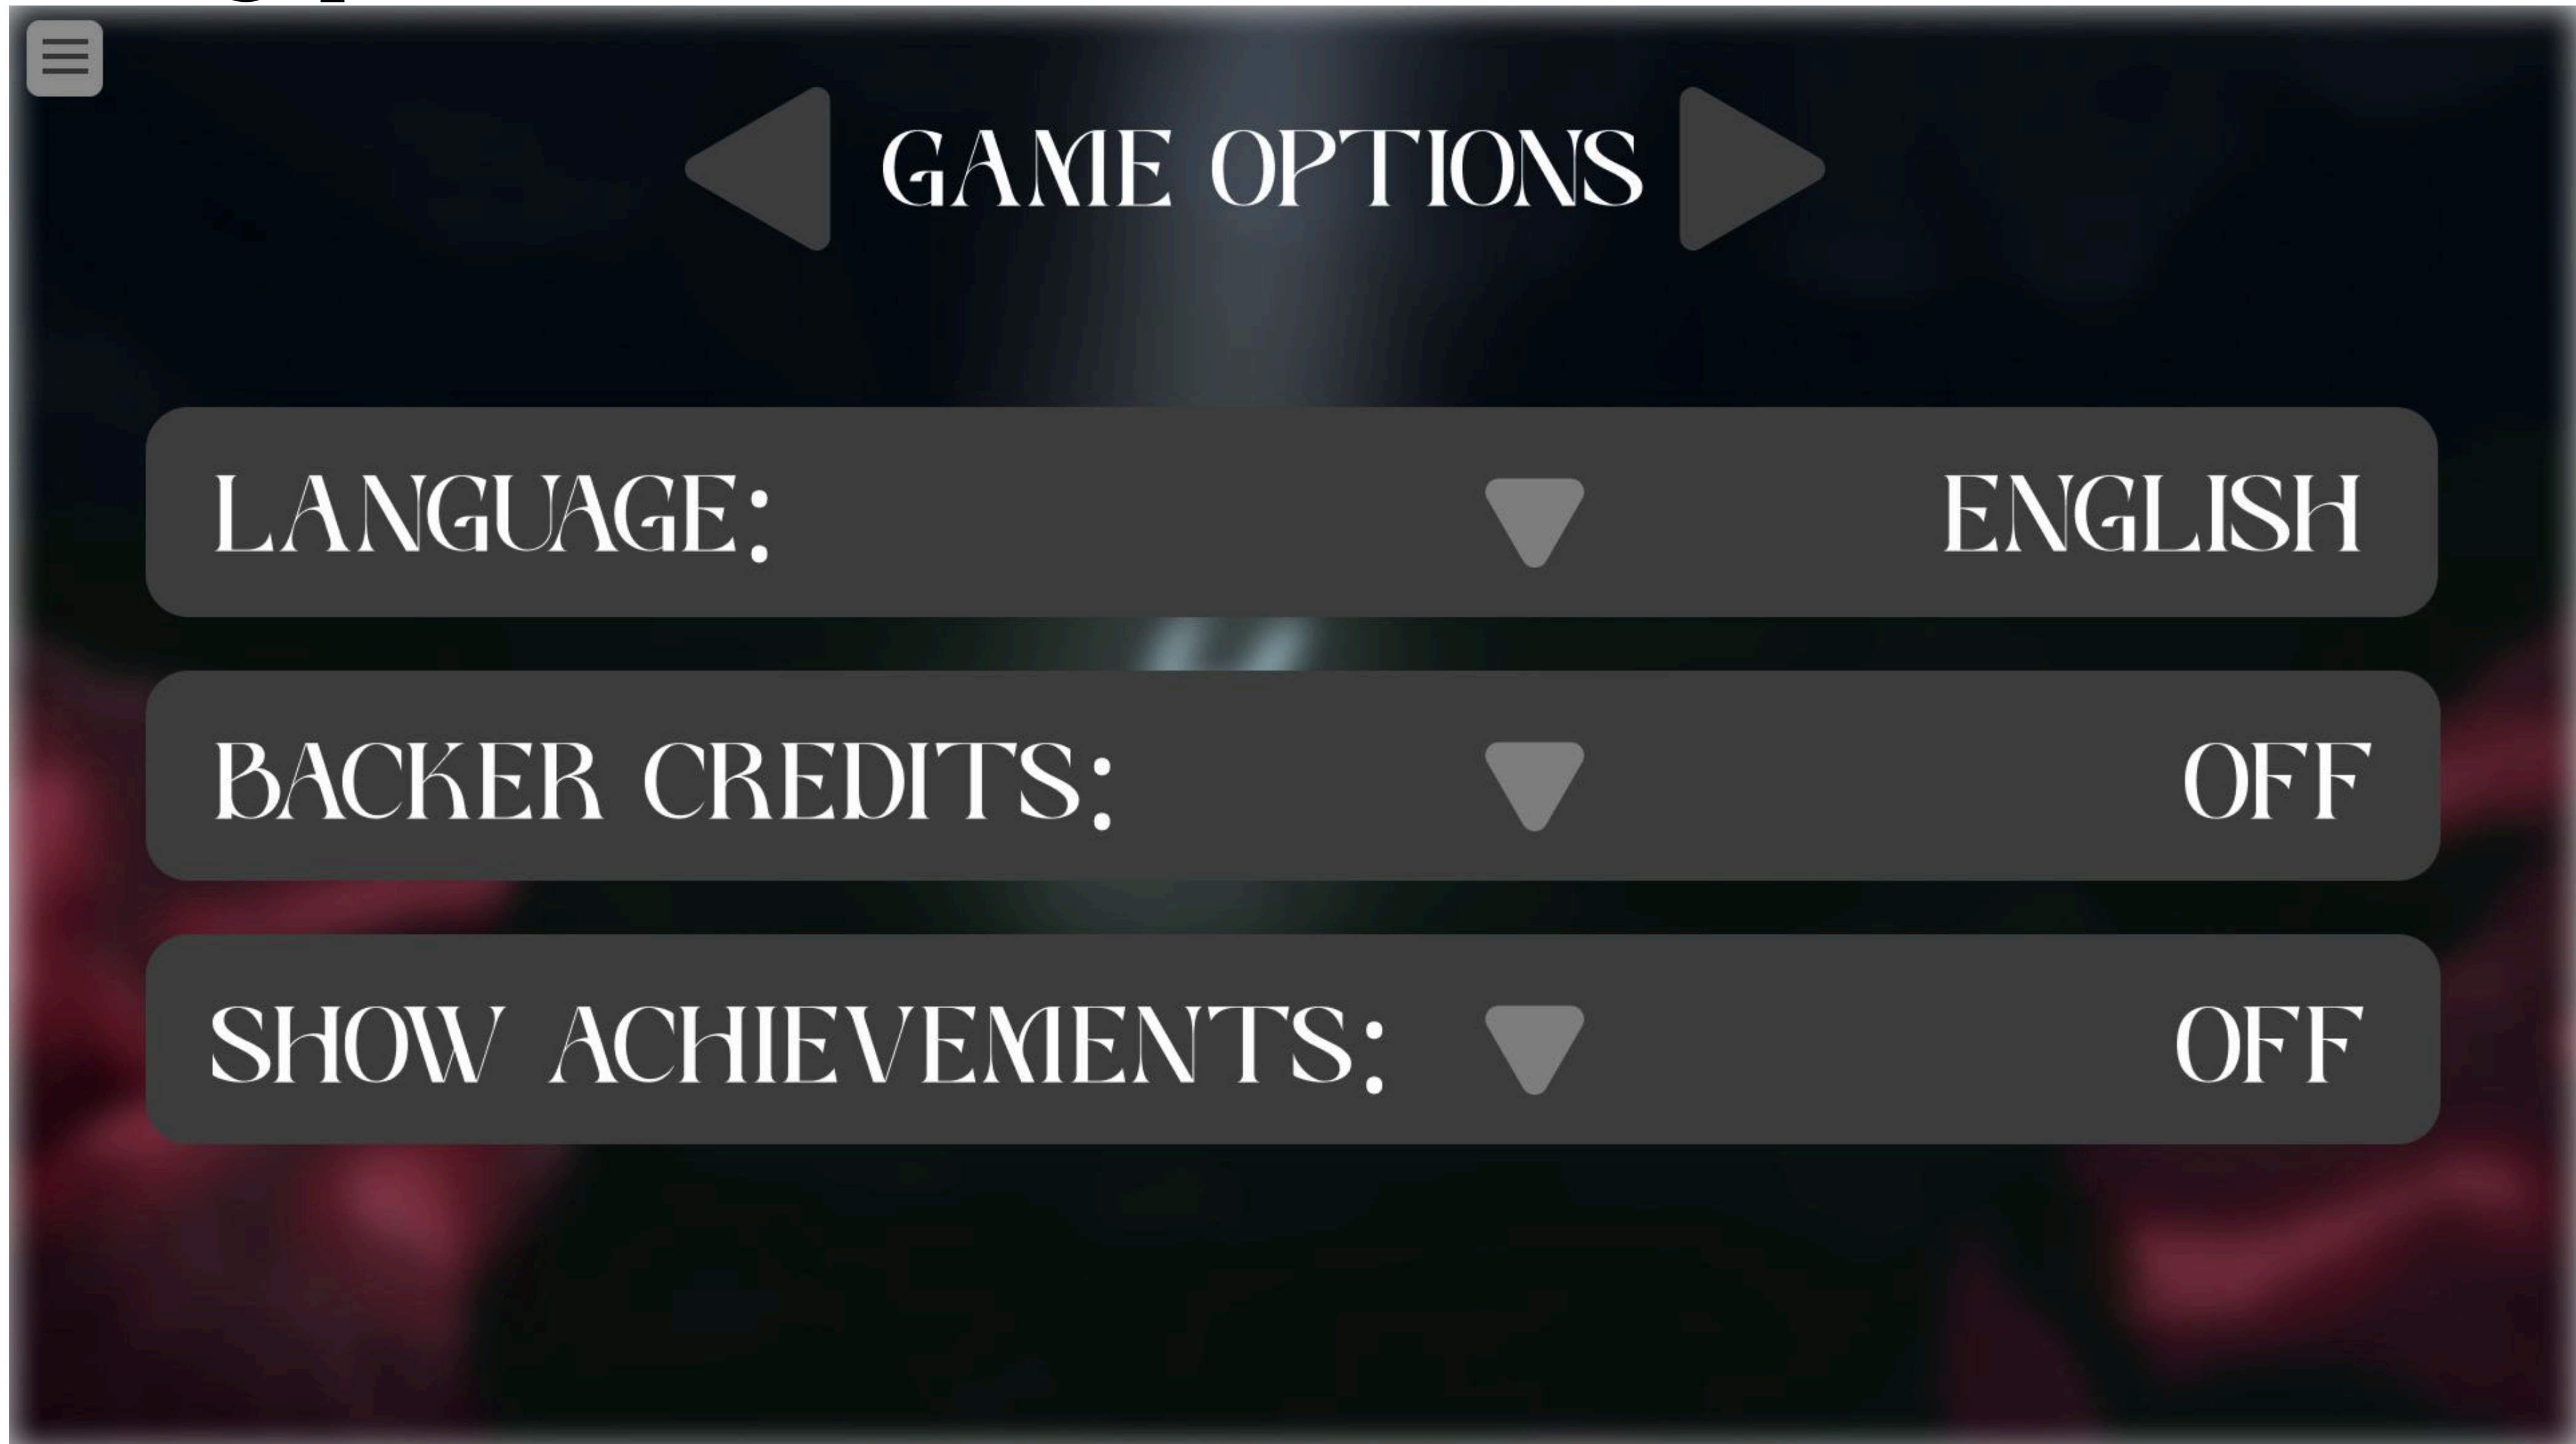 GAME OPTIONS
LANGUAGE: ENGLISH
BACKER CREDITS: OFF
SHOW ACHIEVEMENTS: OFF